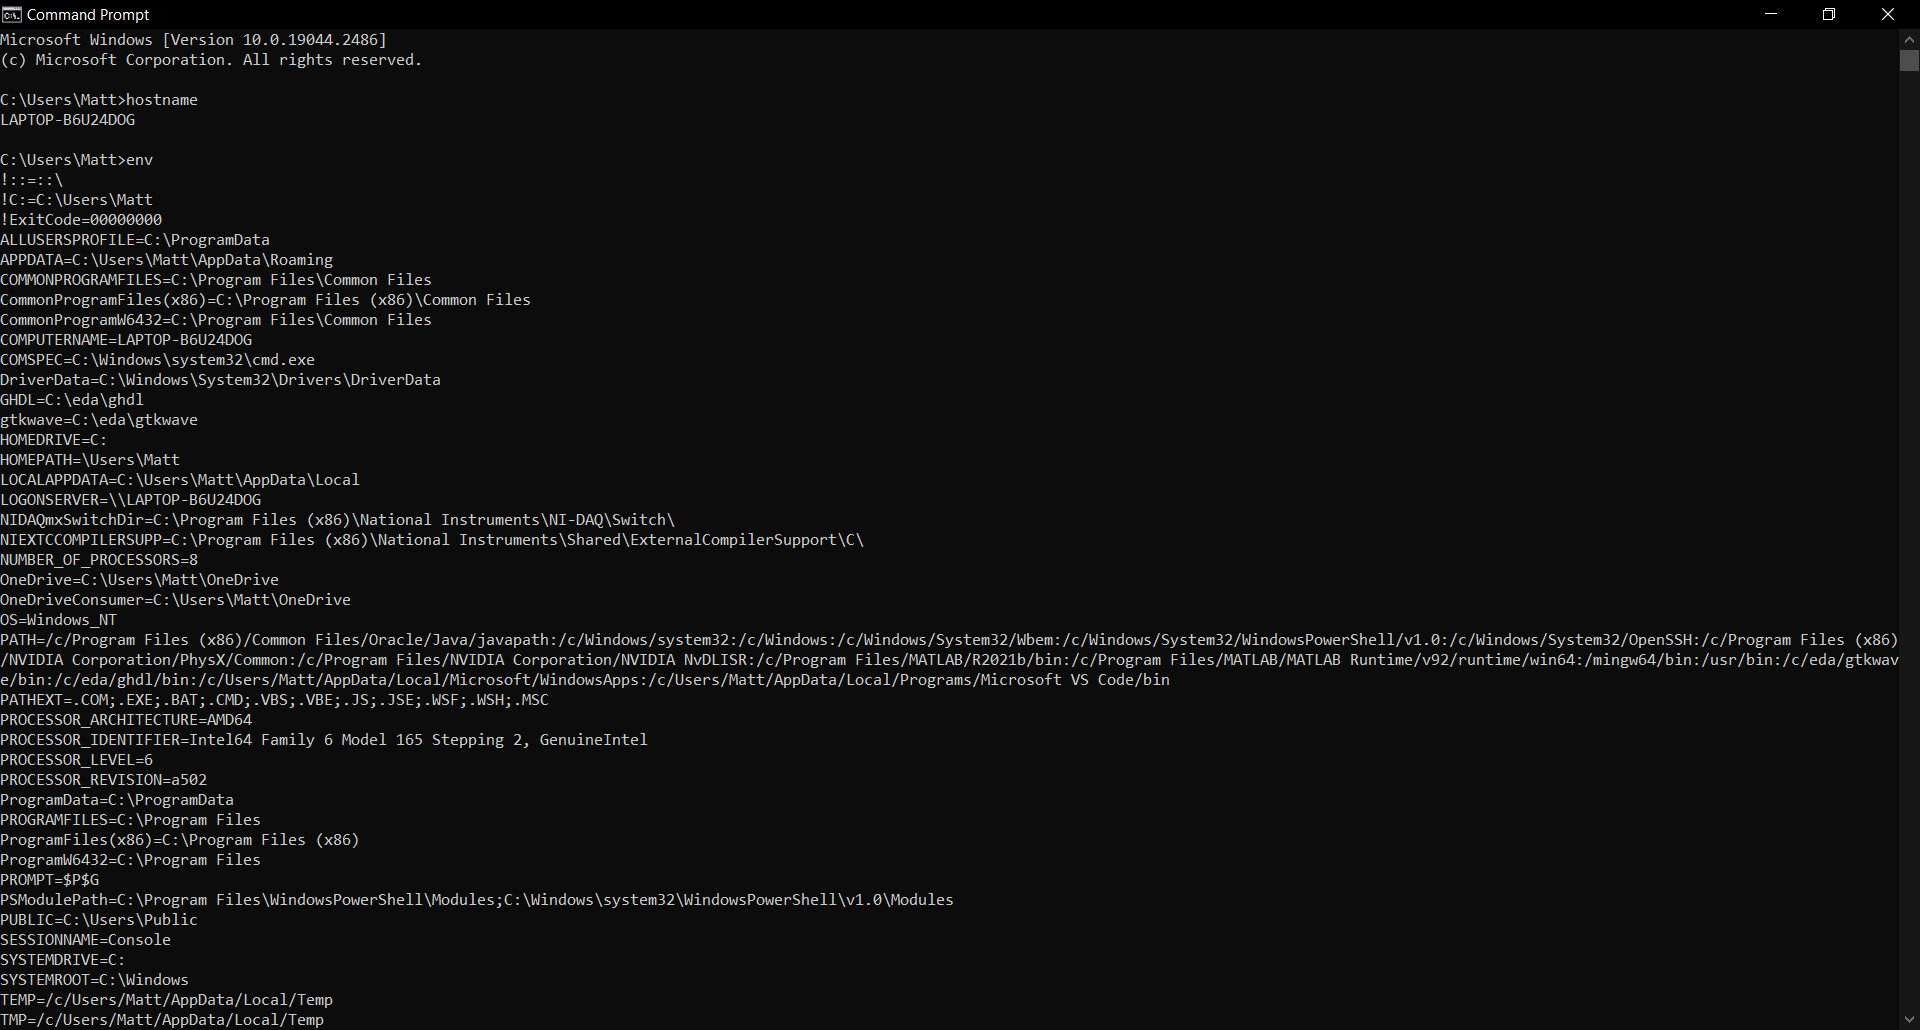 Command Prompt
Microsoft Windows [Version 10.0.19044.2486]
(c) Microsoft Corporation. All rights reserved.
C:\Users\Matt>hostname
LAPTOP-B6U24DOG
C:\Users\Matt>env
!::=::\
!C:=C:\Users\Matt
!ExitCode=00000000
ALLUSERSPROFILE=C:\ProgramData
APPDATA=C:\Users\Matt\AppData\Roaming
COMMONPROGRAMFILES=C:\Program Files\Common Files
CommonProgramFiles(x86)=C:\Program Files (x86)\Common Files
CommonProgramW6432=C:\Program Files\Common Files
COMPUTERNAME=LAPTOP-B6U24DOG
COMSPEC=C:\Windows\system32\cmd.exe
DriverData=C:\Windows\System32\Drivers\DriverData
GHDL=C:\eda\ghdl
gtkwave=C:\eda\gtkwave
HOMEDRIVE=C:
HOMEPATH=\Users\Matt
LOCALAPPDATA=C:\Users\Matt\AppData\Local
LOGONSERVER=\\LAPTOP-B6U24DOG
NIDAQmxSwitchDir=C:\Program Files (x86)\National Instruments\NI-DAQ\Switch\
NIEXTCCOMPILERSUPP=C:\Program Files (x86)\National Instruments\Shared\ExternalCompilerSupport\C\
NUMBER_OF_PROCESSORS=8
OneDrive=C:\Users\Matt\OneDrive
OneDriveConsumer=C:\Users\Matt\OneDrive
OS=Windows_NT
PATH=/c/Program Files (x86)/Common Files/Oracle/Java/javapath:/c/Windows/system32:/c/Windows:/c/Windows/System32/Wbem:/c/Windows/System32/WindowsPowerShell/v1.0:/c/Windows/System32/OpenSSH:/c/Program Files (x86)
/NVIDIA Corporation/PhysX/Common:/c/Program Files/NVIDIA Corporation/NVIDIA NvDLISR:/c/Program Files/MATLAB/R2021b/bin:/c/Program Files/MATLAB/MATLAB Runtime/v92/runtime/win64:/mingw64/bin:/usr/bin:/c/eda/gtkwav
e/bin:/c/eda/ghdl/bin:/c/Users/Matt/AppData/Local/Microsoft/WindowsApps:/c/Users/Matt/AppData/Local/Programs/Microsoft VS Code/bin
PATHEXT=.COM;.EXE;.BAT;.CMD;.VBS;.VBE;.JS;.JSE;.WSF;.WSH;.MSC
PROCESSOR_ARCHITECTURE=AMD64
PROCESSOR_IDENTIFIER=Intel64 Family 6 Model 165 Stepping 2, GenuineIntel
PROCESSOR_LEVEL=6
PROCESSOR_REVISION=a502
ProgramData=C:\ProgramData
PROGRAMFILES=C:\Program Files
ProgramFiles(x86)=C:\Program Files (x86)
ProgramW6432=C:\Program Files
PROMPT=$P$G
PSModulePath=C:\Program Files\WindowsPowerShell\Modules;C:\Windows\system32\WindowsPowerShell\v1.0\Modules
PUBLIC=C:\Users\Public
SESSIONNAME=Console
SYSTEMDRIVE=C:
SYSTEMROOT=C:\Windows
TEMP=/c/Users/Matt/AppData/Local/Temp
TMP=/c/Users/Matt/AppData/Local/Temp